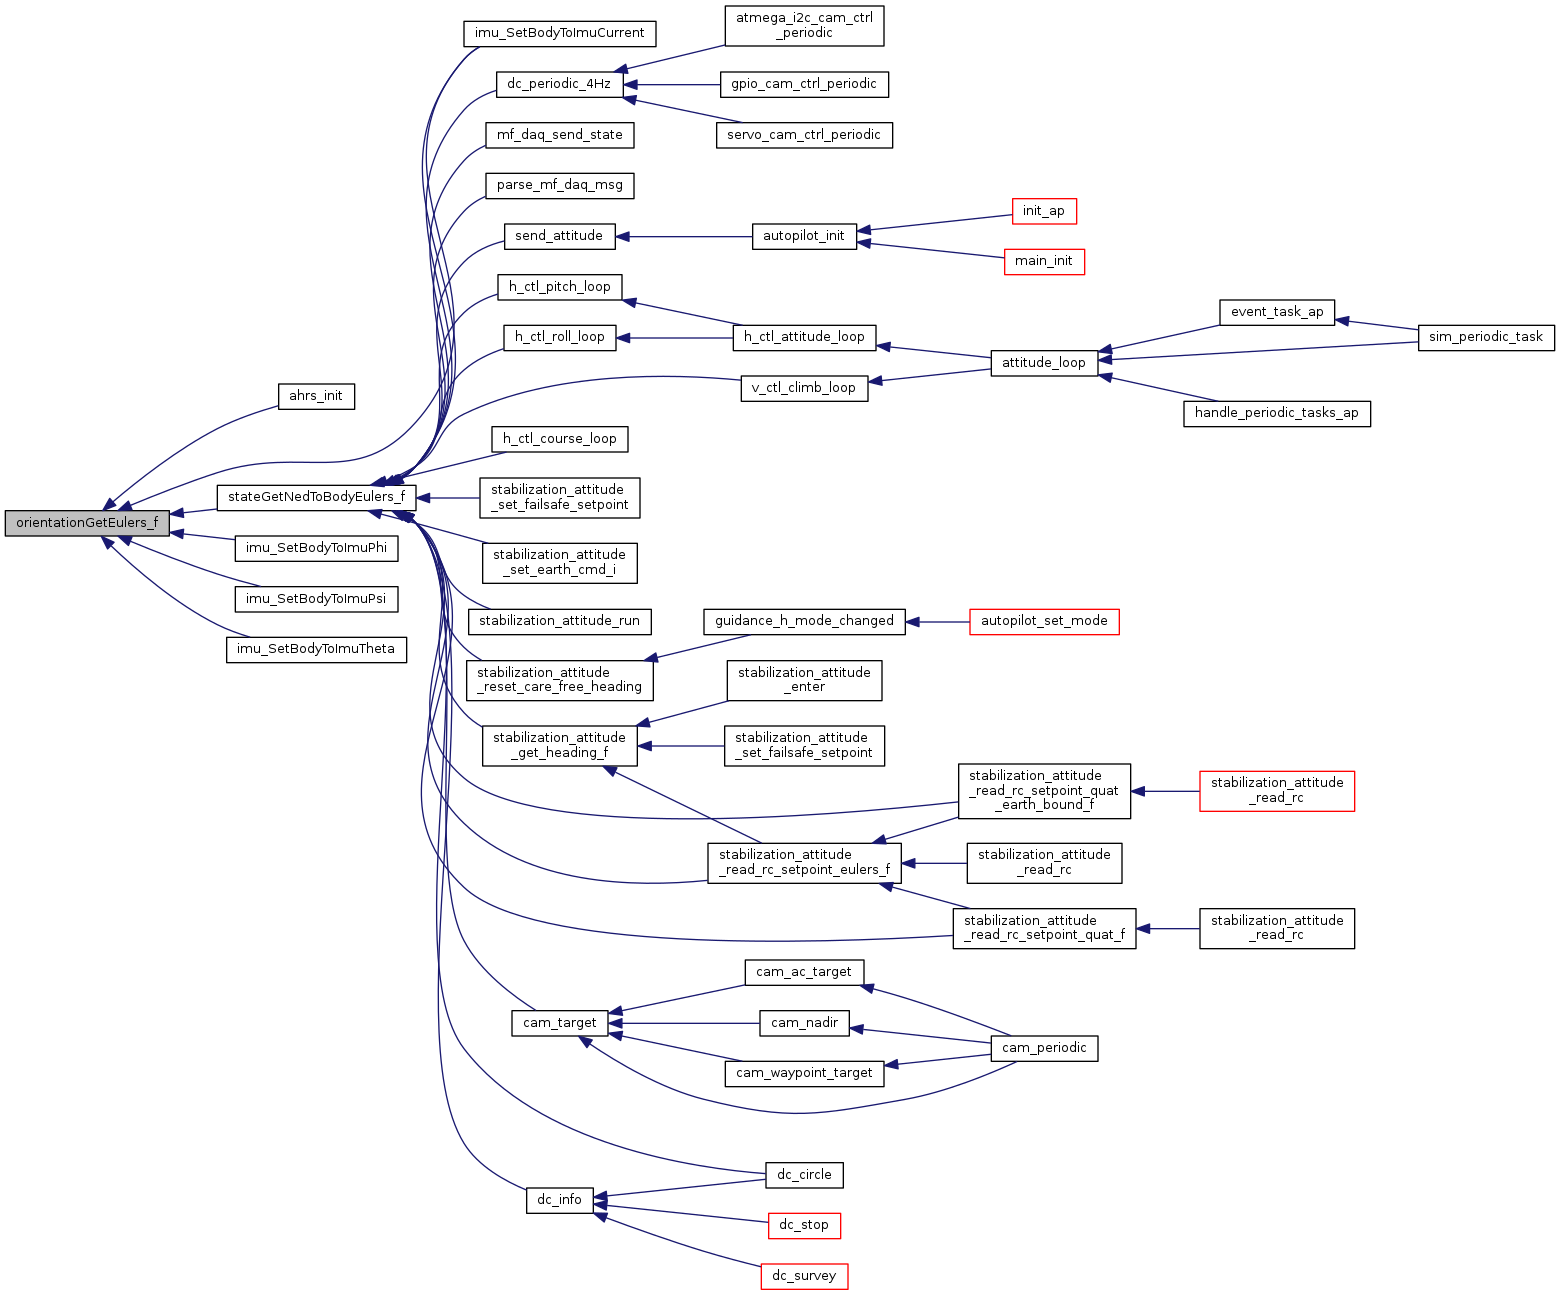 imu_SetBodyToImuCurrent
atmega_i2c_cam_ctrl
_periodic
dc_periodic_4Hz
gpio_cam_ctrl_periodic
servo_cam_ctrl_periodic
mf_daq_send_state
parse_mf_daq_msg
send_attitude
autopilot_init
init_ap
main_init
h_ctl_pitch_loop
h_ctl_roll_loop
h_ctl_attitude_loop
v_ctl_climb_loop
attitude_loop
event_task_ap
sim_periodic_task
handle_periodic_tasks_ap
ahrs_init
h_ctl_course_loop
stateGetNedToBodyEulers_f
orientationGetEulers_f
imu_SetBodyToImuPhi
imu_SetBodyToImuPsi
imu_SetBodyToImuTheta
stabilization_attitude
_set_failsafe_setpoint
stabilization_attitude
_set_earth_cmd_i
stabilization_attitude_run
stabilization_attitude
_reset_care_free_heading
guidance_h_mode_changed
autopilot_set_mode
stabilization_attitude
_get_heading_f
stabilization_attitude
_enter
stabilization_attitude
_set_failsafe_setpoint
stabilization_attitude
_read_rc_setpoint_quat
_earth_bound_f
stabilization_attitude
_read_rc
stabilization_attitude
_read_rc_setpoint_eulers_f
stabilization_attitude
_read_rc
stabilization_attitude
_read_rc_setpoint_quat_f
stabilization_attitude
_read_rc
cam_target
cam_ac_target
cam_nadir
cam_waypoint_target
cam_periodic
dc_info
dc_circle
dc_stop
dc_survey